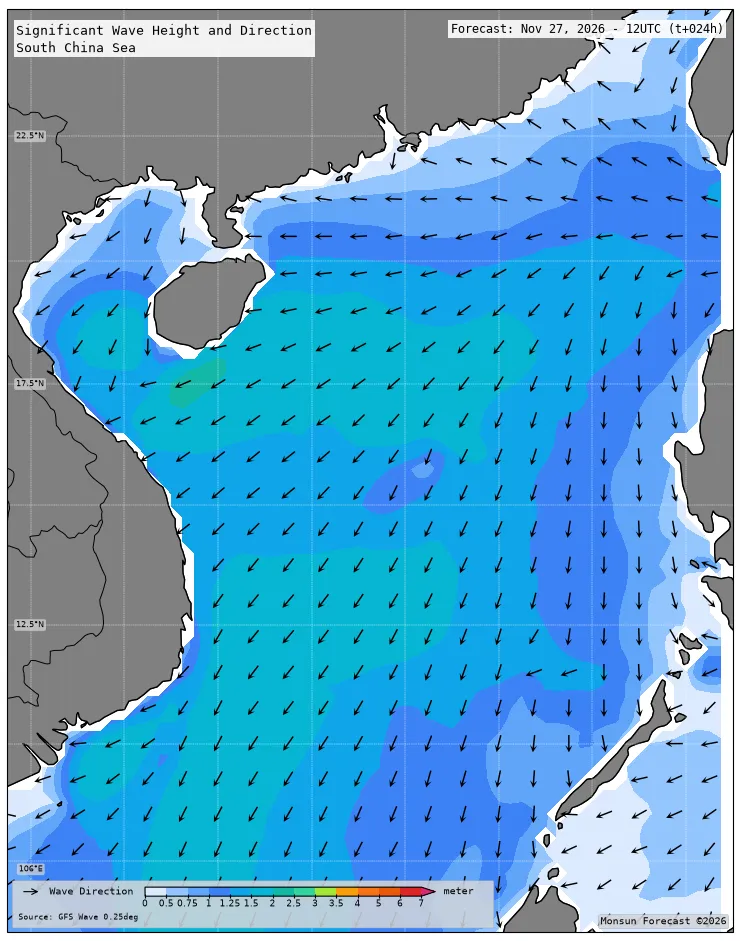 Significant Wave Height and Direction
South China Sea
Forecast: Nov 27, 2026 - 12UTC (t+024h)
22.5°N
17.5°N
12.5°N
106°E
Wave Direction
0 0.5 0.75 1 1.25 1.5 2 2.5 3 3.5 4 5 6 7
meter
Source: GFS Wave 0.25deg
Monsun Forecast ©2026